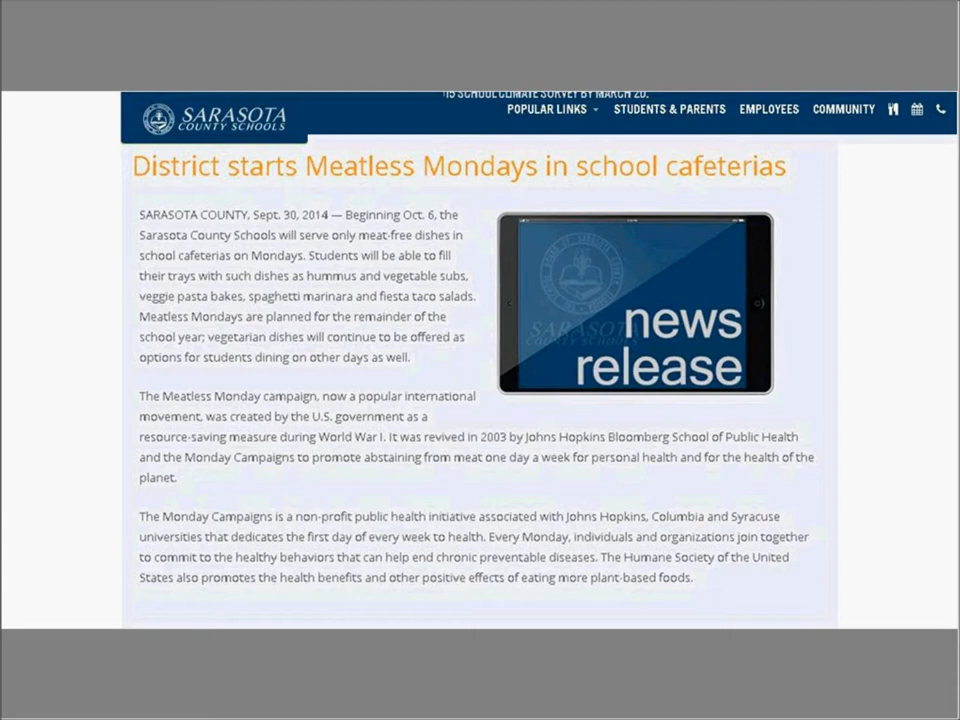 '15 SCHOOL CLIMATE SURVEY BY MARCH 20.
SARASOTA
COUNTY SCHOOLS
POPULAR LINKS
STUDENTS & PARENTS
EMPLOYEES
COMMUNITY
District starts Meatless Mondays in school cafeterias
SARASOTA COUNTY, Sept. 30, 2014 — Beginning Oct. 6, the
Sarasota County Schools will serve only meat-free dishes in
school cafeterias on Mondays. Students will be able to fill
their trays with such dishes as hummus and vegetable subs,
veggie pasta bakes, spaghetti marinara and fiesta taco salads.
Meatless Mondays are planned for the remainder of the
school year; vegetarian dishes will continue to be offered as
options for students dining on other days as well.
SARASOTA
COUNTY SCHOOLS
news
release
The Meatless Monday campaign, now a popular international
movement, was created by the U.S. government as a
resource-saving measure during World War I. It was revived in 2003 by Johns Hopkins Bloomberg School of Public Health
and the Monday Campaigns to promote abstaining from meat one day a week for personal health and for the health of the
planet.
The Monday Campaigns is a non-profit public health initiative associated with Johns Hopkins, Columbia and Syracuse
universities that dedicates the first day of every week to health. Every Monday, individuals and organizations join together
to commit to the healthy behaviors that can help end chronic preventable diseases. The Humane Society of the United
States also promotes the health benefits and other positive effects of eating more plant-based foods.